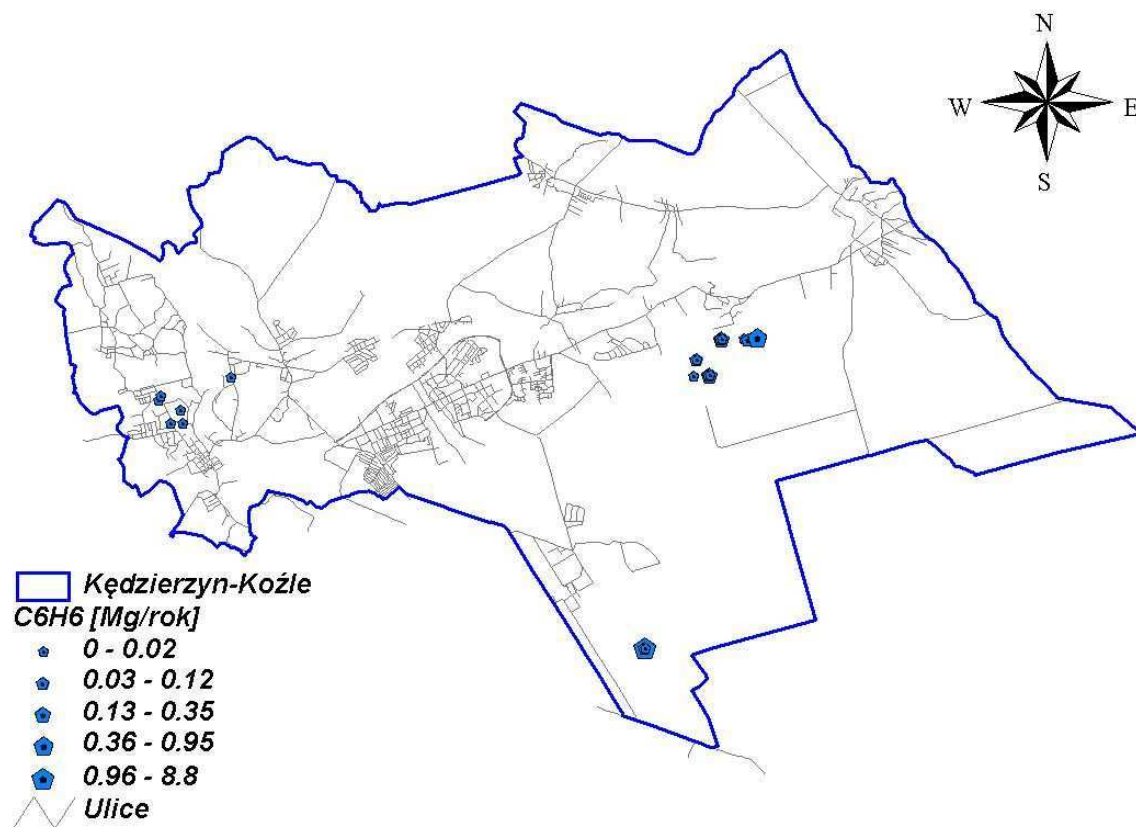 N
W E
S
Kędzierzyn-Koźle
C6H6 [Mg/rok]
0 - 0.02
0.03 - 0.12
0.13 - 0.35
0.36 - 0.95
0.96 - 8.8
Ulice